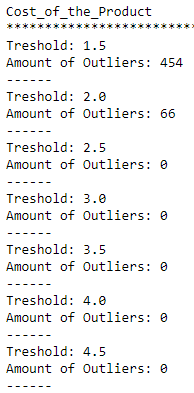 Cost_of_the_Product
**************************
Treshold: 1.5
Amount of Outliers: 454
------
Treshold: 2.0
Amount of Outliers: 66
------
Treshold: 2.5
Amount of Outliers: 0
------
Treshold: 3.0
Amount of Outliers: 0
------
Treshold: 3.5
Amount of Outliers: 0
------
Treshold: 4.0
Amount of Outliers: 0
------
Treshold: 4.5
Amount of Outliers: 0
------